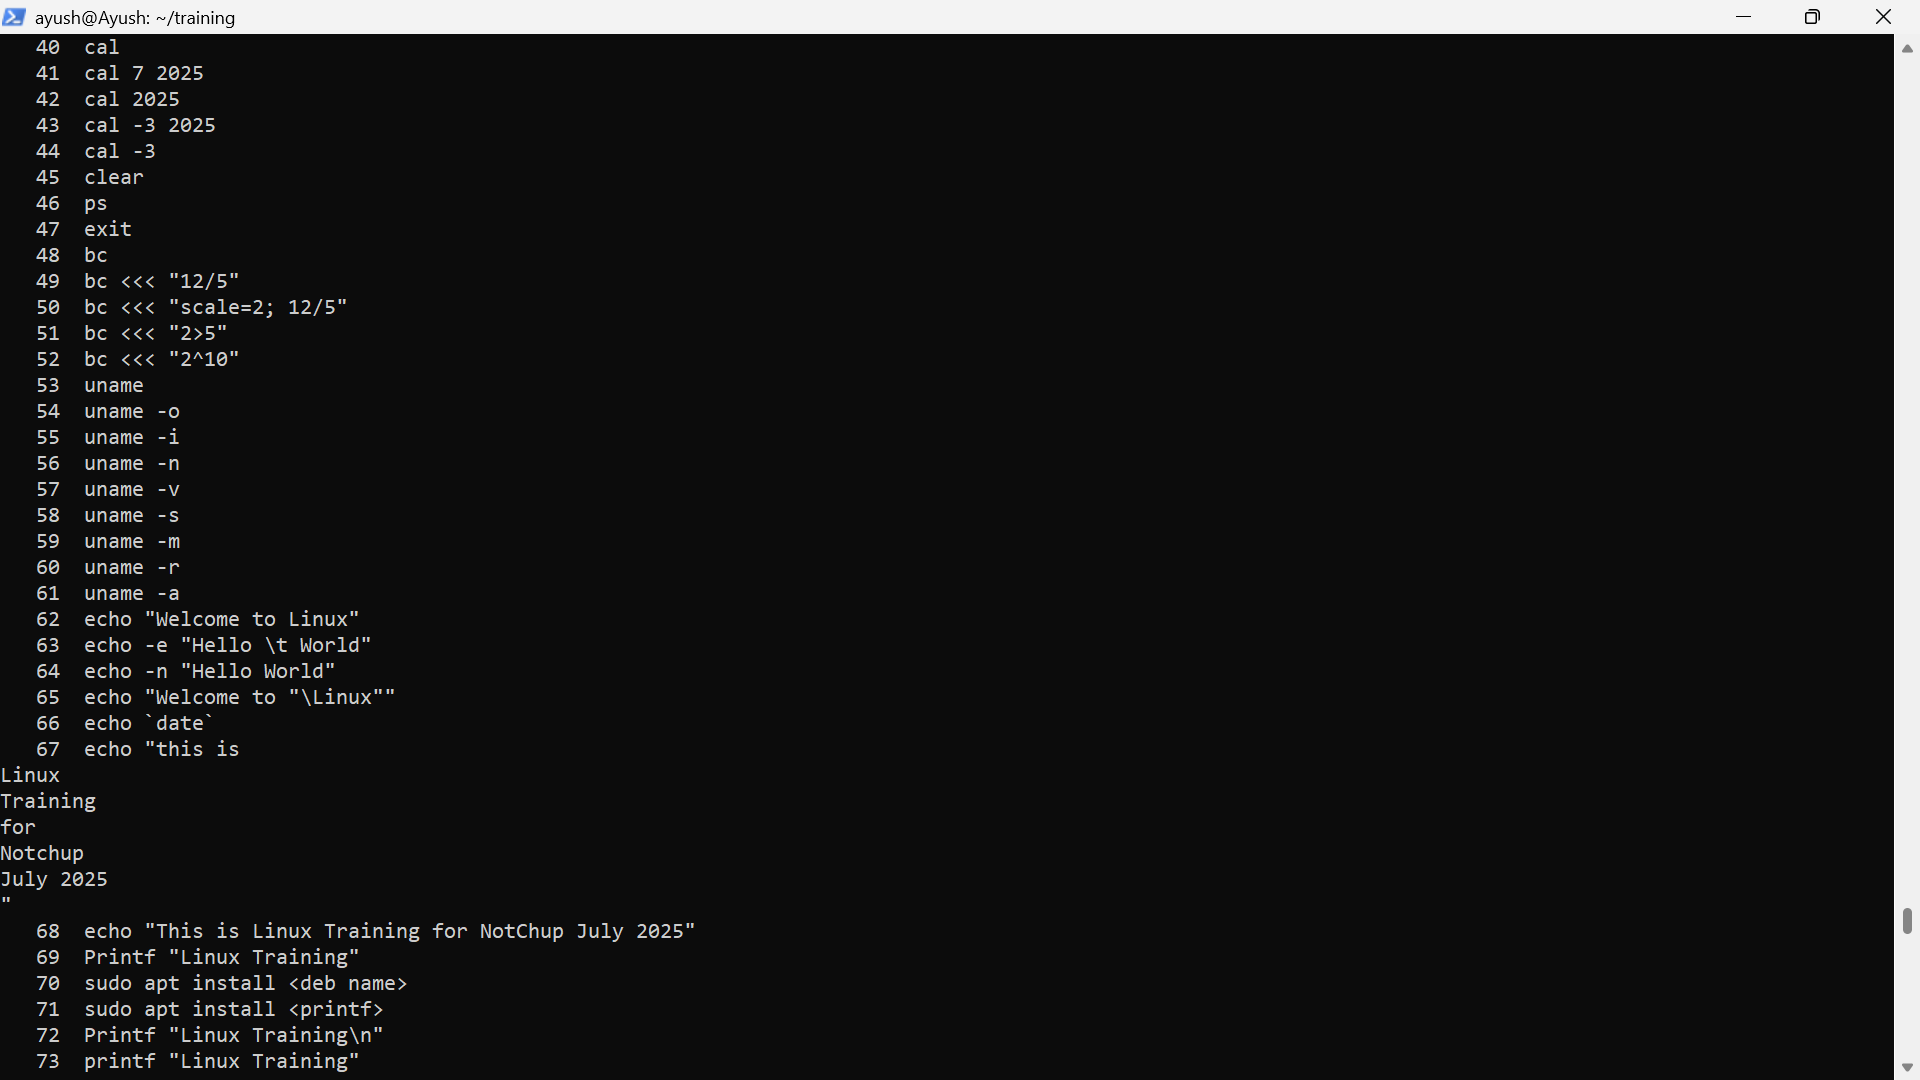 ayush@Ayush: ~/training
   40  cal
   41  cal 7 2025
   42  cal 2025
   43  cal -3 2025
   44  cal -3
   45  clear
   46  ps
   47  exit
   48  bc
   49  bc <<< "12/5"
   50  bc <<< "scale=2; 12/5"
   51  bc <<< "2>5"
   52  bc <<< "2^10"
   53  uname
   54  uname -o
   55  uname -i
   56  uname -n
   57  uname -v
   58  uname -s
   59  uname -m
   60  uname -r
   61  uname -a
   62  echo "Welcome to Linux"
   63  echo -e "Hello \t World"
   64  echo -n "Hello World"
   65  echo "Welcome to "\Linux""
   66  echo `date`
   67  echo "this is
Linux
Training
for
Notchup
July 2025
"
   68  echo "This is Linux Training for NotChup July 2025"
   69  Printf "Linux Training"
   70  sudo apt install <deb name>
   71  sudo apt install <printf>
   72  Printf "Linux Training\n"
   73  printf "Linux Training"